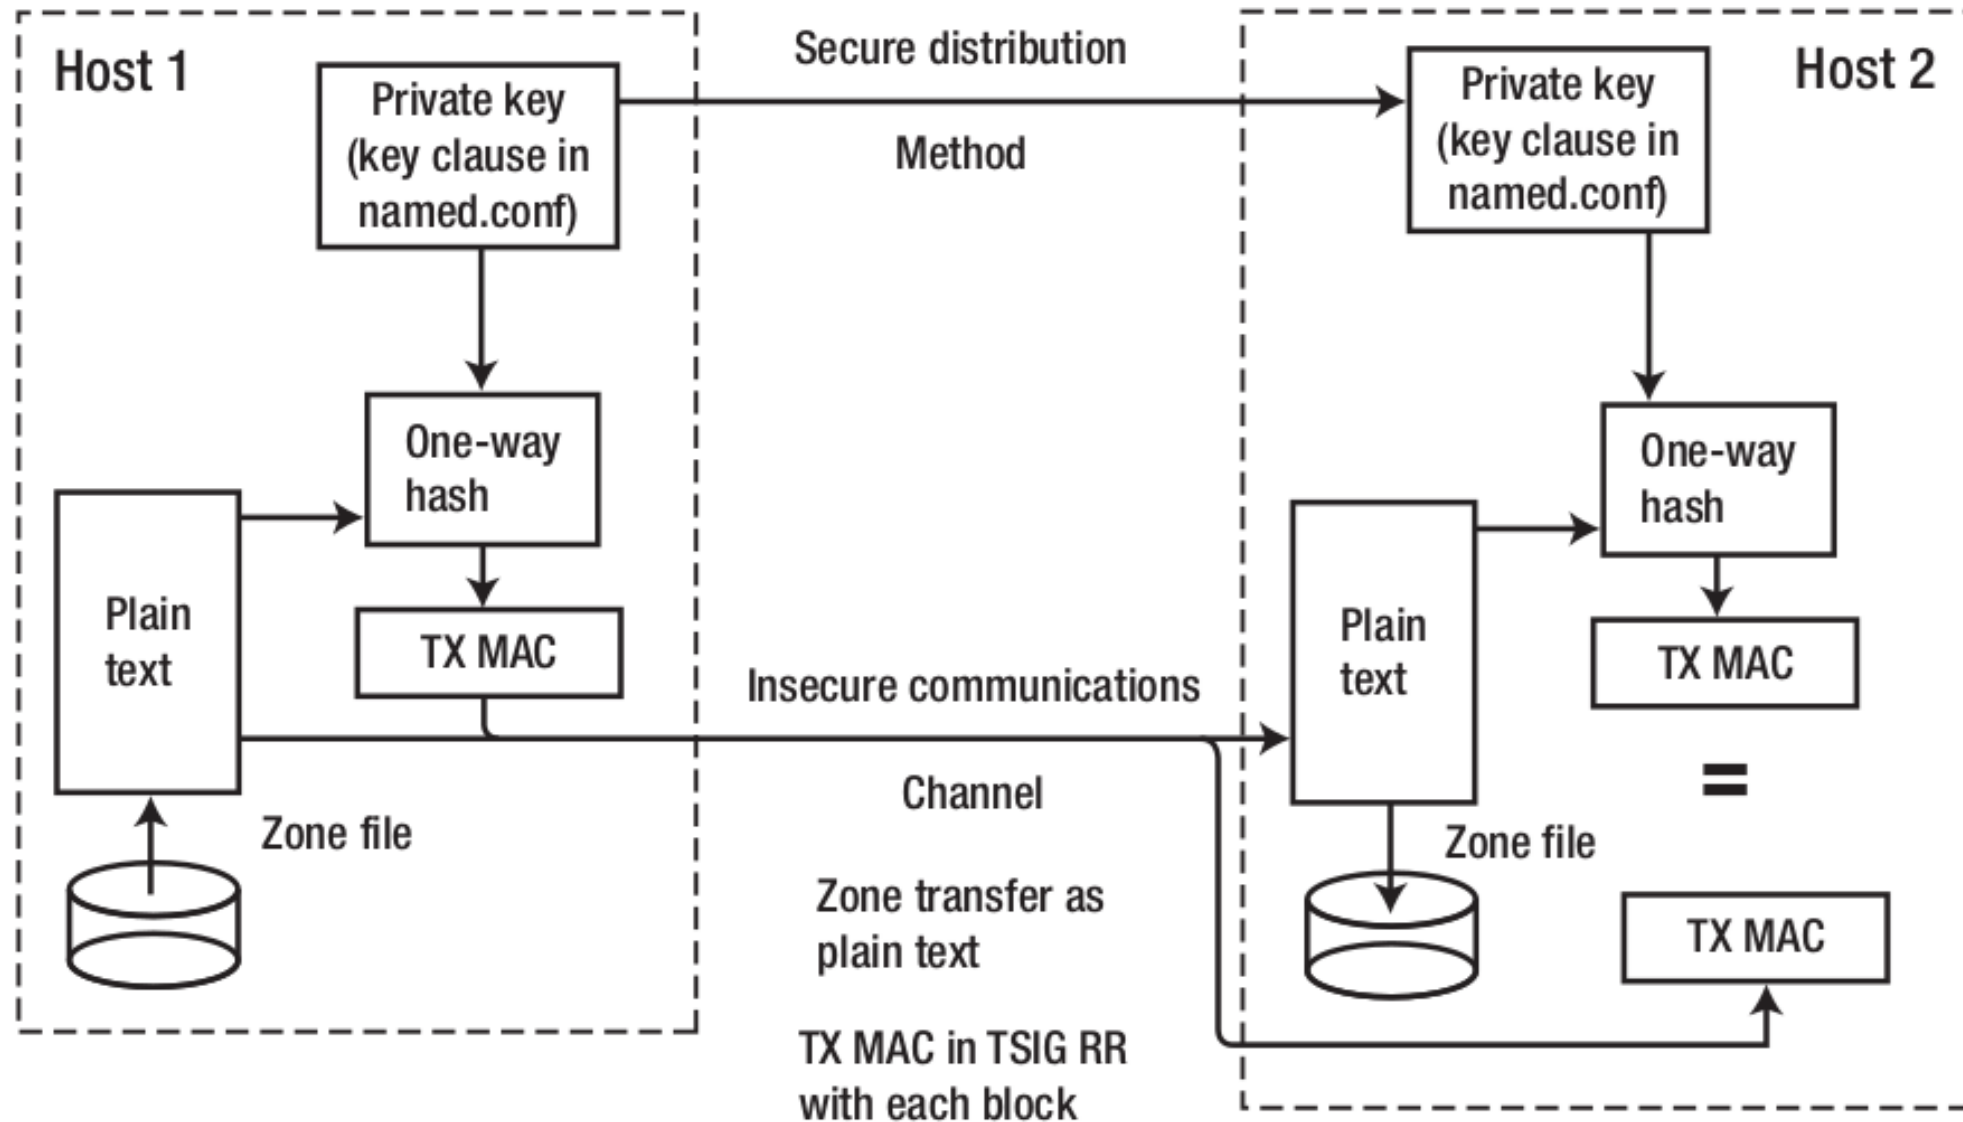 Host 1
Private key
(key clause in
named.conf)
Secure distribution
Method
Private key
(key clause in
named.conf)
Host 2
One-way
hash
One-way
hash
Plain
text
TX MAC
Insecure communications
Channel
Plain
text
TX MAC
=
Zone file
Zone file
Zone transfer as
plain text
TX MAC
TX MAC in TSIG RR
with each block